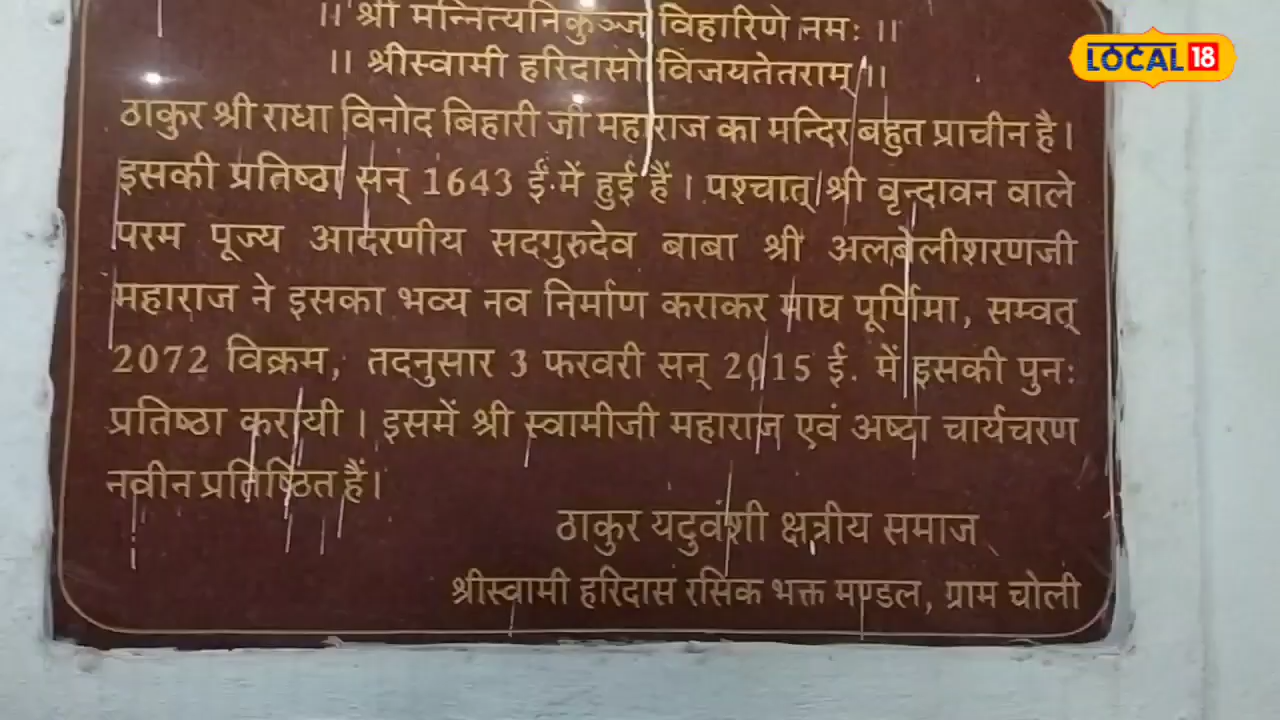 ।। श्री मन्नित्यनिकुञ्ज विहारिणे नमः ।।
।। श्रीस्वामी हरिदासो विजयतेतराम् ।।
ठाकुर श्री राधा विनोद बिहारी जी महाराज का मन्दिर बहुत प्राचीन है।
इसकी प्रतिष्ठा सन् 1643 ई. में हुई हैं । पश्चात् श्री वृन्दावन वाले
परम पूज्य आदरणीय सदगुरुदेव बाबा श्री अलबेलीशरणजी
महाराज ने इसका भव्य नव निर्माण कराकर माघ पूर्णिमा, सम्वत्
2072 विक्रम, तदनुसार 3 फरवरी सन् 2015 ई. में इसकी पुनः
प्रतिष्ठा करायी । इसमें श्री स्वामीजी महाराज एवं अष्टा चार्यचरण
नवीन प्रतिष्ठित हैं।
ठाकुर यदुवंशी क्षत्रीय समाज
श्रीस्वामी हरिदास रसिक भक्त मण्डल, ग्राम चोली
LOCAL 18